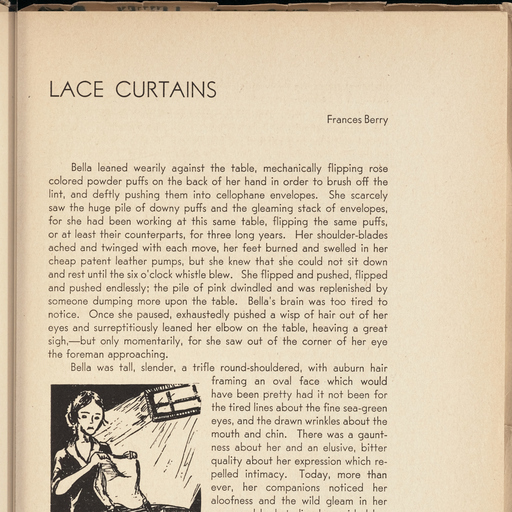 LACE CURTAINS
Frances Berry
Bella leaned wearily against the table, mechanically flipping rose
colored powder puffs on the back of her hand in order to brush off the
lint, and deftly pushing them into cellophane envelopes. She scarcely
saw the huge pile of downy puffs and the gleaming stack of envelopes,
for she had been working at this same table, flipping the same puffs,
or at least their counterparts, for three long years. Her shoulder-blades
ached and twinged with each move, her feet burned and swelled in her
cheap patent leather pumps, but she knew that she could not sit down
and rest until the six o'clock whistle blew. She flipped and pushed, flipped
and pushed endlessly; the pile of pink dwindled and was replenished by
someone dumping more upon the table. Bella's brain was too tired to
notice. Once she paused, exhaustedly pushed a wisp of hair out of her
eyes and surreptitiously leaned her elbow on the table, heaving a great
sigh,—but only momentarily, for she saw out of the corner of her eye
the foreman approaching.
Bella was tall, slender, a trifle round-shouldered, with auburn hair
framing an oval face which would
have been pretty had it not been for
the tired lines about the fine sea-green
eyes, and the drawn wrinkles about the
mouth and chin. There was a gaunt-
ness about her and an elusive, bitter
quality about her expression which re-
pelled intimacy. Today, more than
ever, her companions noticed her
aloofness and the wild gleam in her